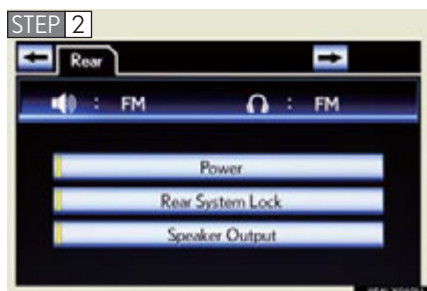 STEP 2
Rear
: FM : FM
Power
Rear System Lock
Speaker Output